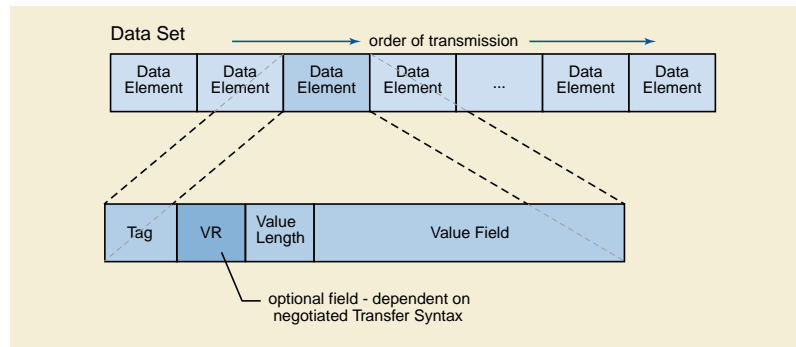 Data Set
order of transmission
Data Element
Data Element
Data Element
Data Element
...
Data Element
Data Element
Tag
VR
Value Length
Value Field
optional field - dependent on
negotiated Transfer Syntax